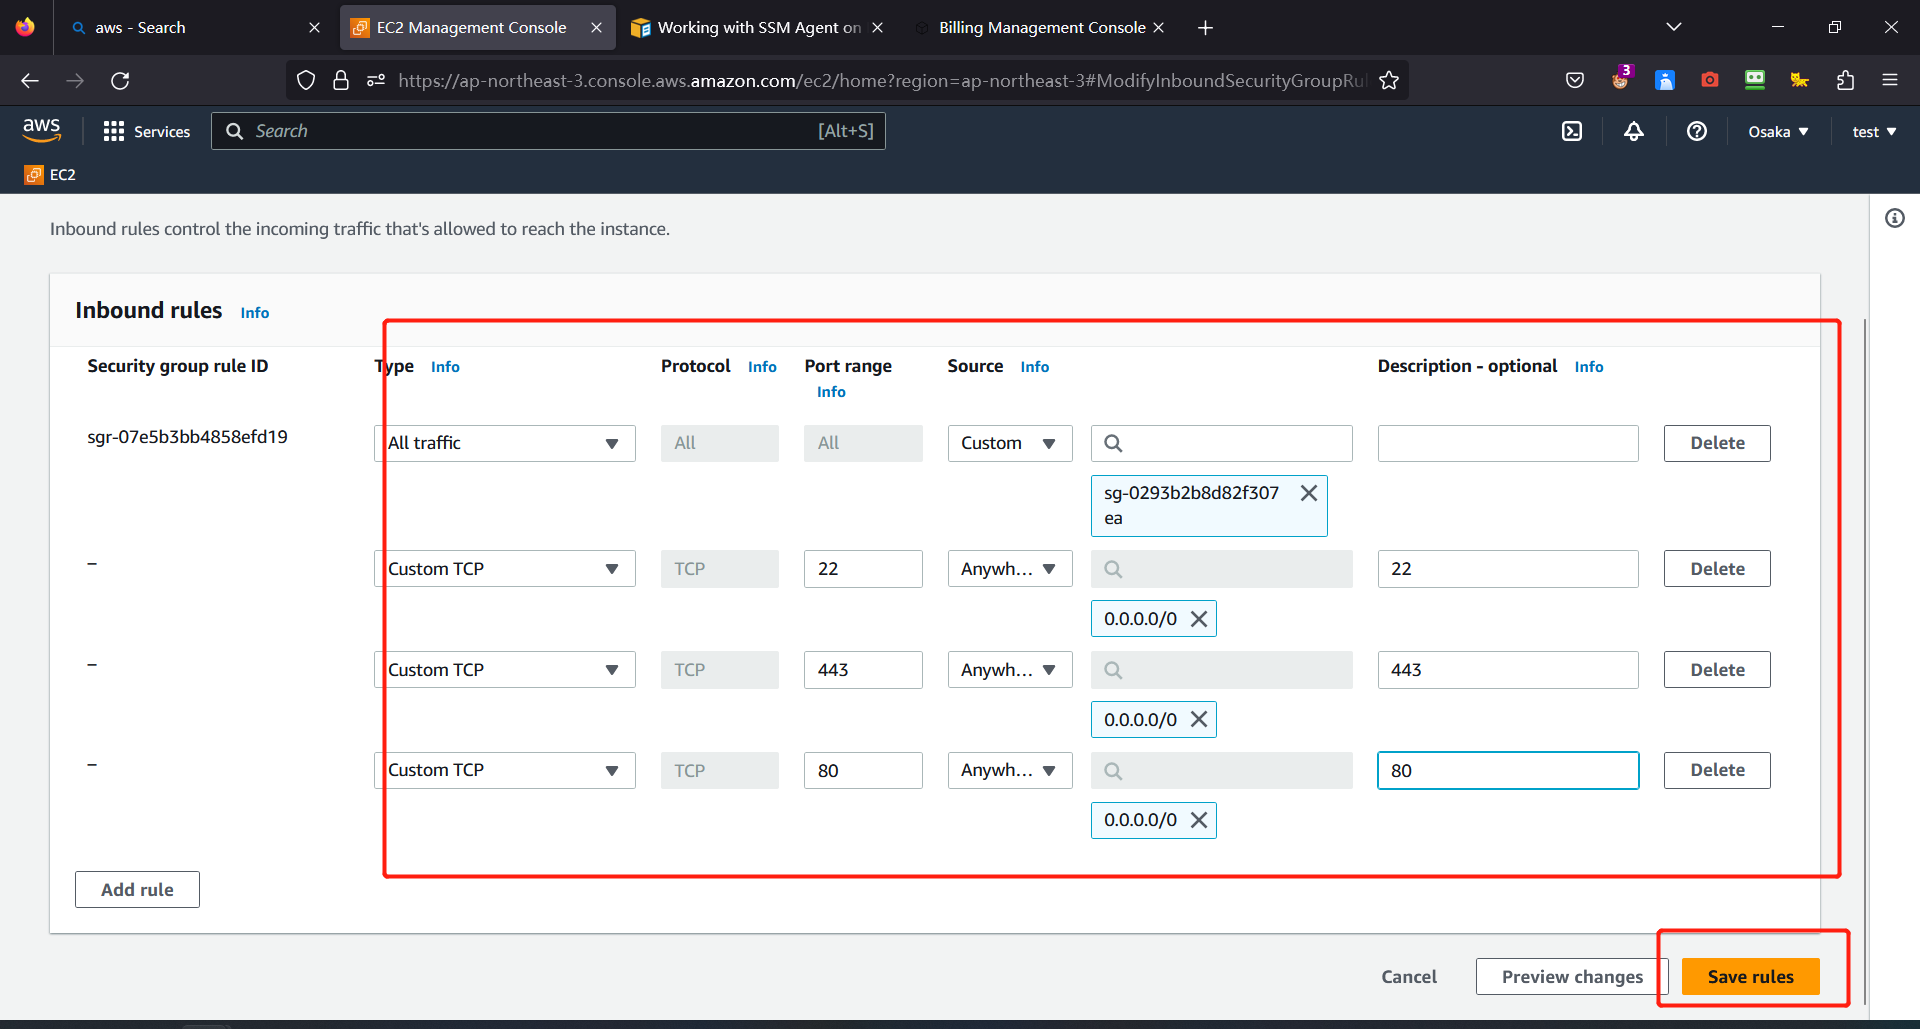 aws - Search
EC2 Management Console
Working with SSM Agent on
Billing Management Console
https://ap-northeast-3.console.aws.amazon.com/ec2/home?region=ap-northeast-3#ModifyInboundSecurityGroupRul
3
aws
Services
Search
[Alt+S]
Osaka
test
EC2
Inbound rules control the incoming traffic that's allowed to reach the instance.
Inbound rules Info
Security group rule ID
Type Info
Protocol Info
Port range
Info
Source Info
Description - optional Info
sgr-07e5b3bb4858efd19
All traffic
All
All
Custom
Delete
sg-0293b2b8d82f307
ea
–
Custom TCP
TCP
22
Anywh...
22
Delete
0.0.0.0/0
–
Custom TCP
TCP
443
Anywh...
443
Delete
0.0.0.0/0
–
Custom TCP
TCP
80
Anywh...
80
Delete
0.0.0.0/0
Add rule
Cancel
Preview changes
Save rules